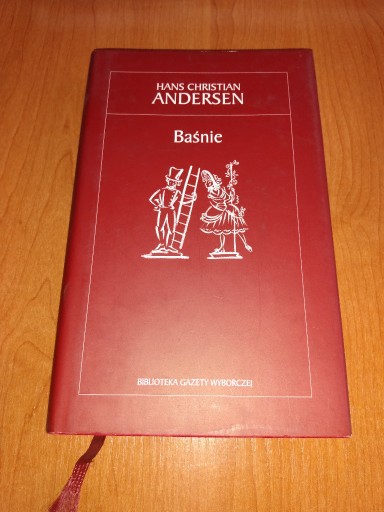 HANS CHRISTIAN
ANDERSEN
Baśnie
BIBLIOTEKA GAZETY WYBORCZEJ